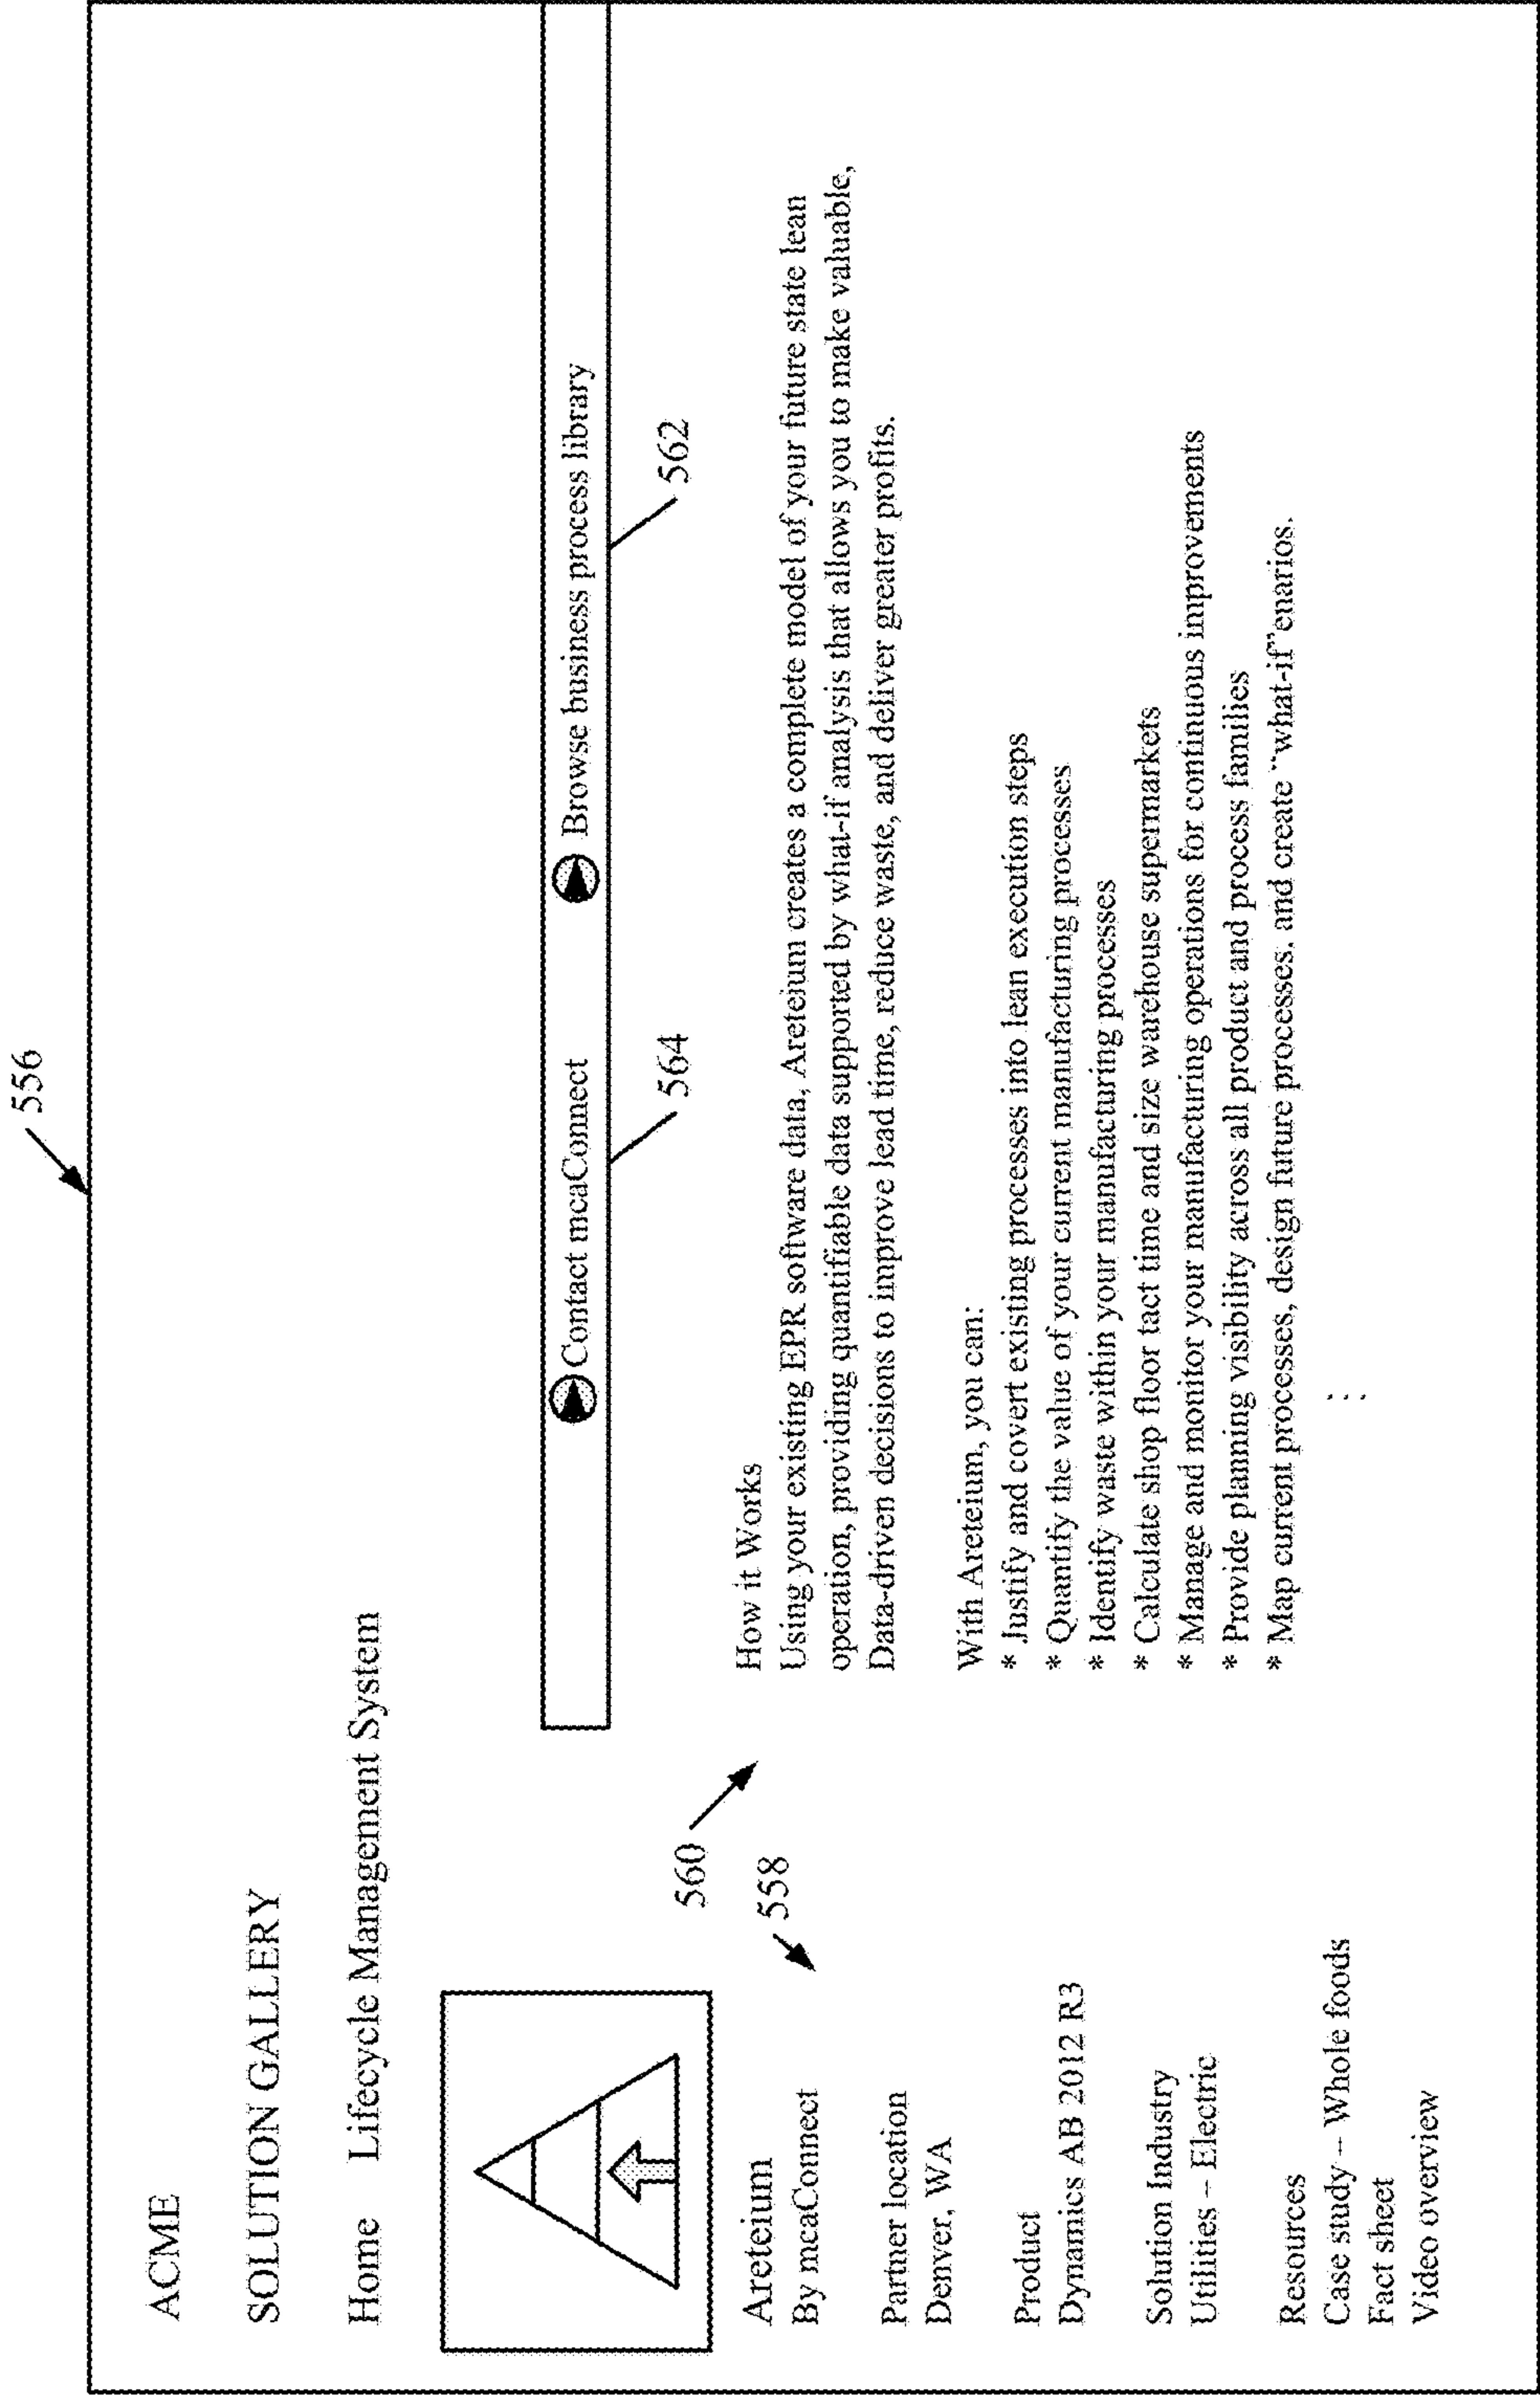 556
ACME
SOLUTION GALLERY
Home Lifecycle Management System
Contact mcaConnect Browse business process library
564
562
560
558
Areteium
By mcaConnect
Partner location
Denver, WA
Product
Dynamics AB 2012 R3
Solution Industry
Utilities – Electric
Resources
Case study – Whole foods
Fact sheet
Video overview
How it Works
Using your existing EPR software data, Areteium creates a complete model of your future state lean
operation, providing quantifiable data supported by what-if analysis that allows you to make valuable,
Data-driven decisions to improve lead time, reduce waste, and deliver greater profits.
With Areteium, you can:
* Justify and covert existing processes into lean execution steps
* Quantify the value of your current manufacturing processes
* Identify waste within your manufacturing processes
* Calculate shop floor tact time and size warehouse supermarkets
* Manage and monitor your manufacturing operations for continuous improvements
* Provide planning visibility across all product and process families
* Map current processes, design future processes. and create "what-if"enarios.
...